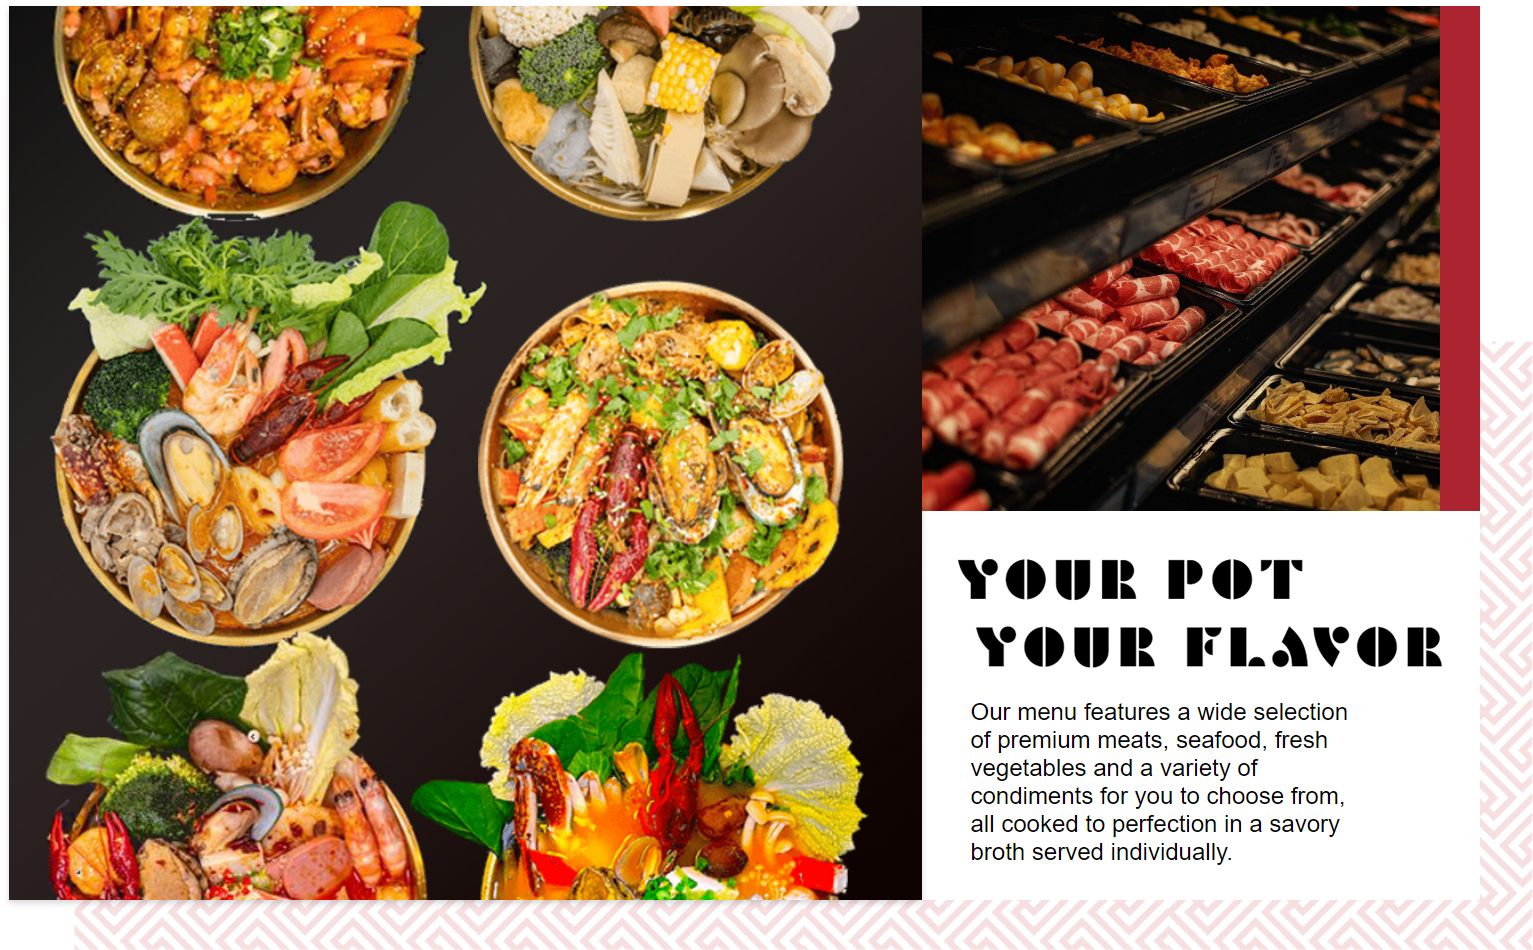 YOUR POT
YOUR FLAVOR
Our menu features a wide selection
of premium meats, seafood, fresh
vegetables and a variety of
condiments for you to choose from,
all cooked to perfection in a savory
broth served individually.